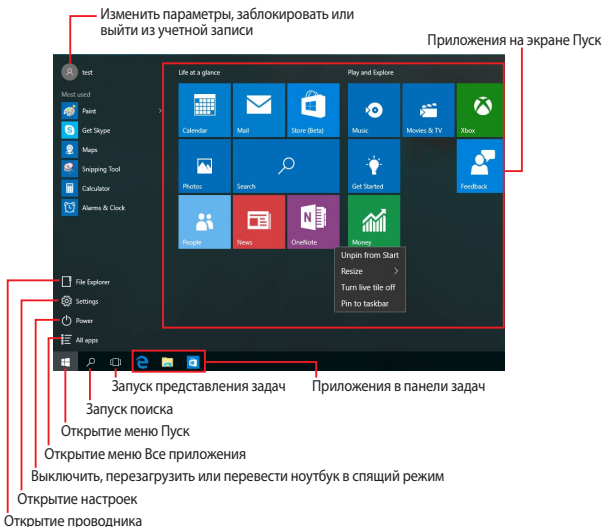 Изменить параметры, заблокировать или
выйти из учетной записи
Приложения на экране Пуск
test
Life at a glance
Play and Explore
Most used
Paint
Get Skype
Maps
Snipping Tool
Calculator
Alarms & Clock
Calendar
Mail
Store (Beta)
Music
Movies & TV
Xbox
Photos
Search
Get Started
Feedback
People
News
OneNote
Money
Unpin from Start
Resize
Turn live tile off
Pin to taskbar
File Explorer
Settings
Power
All apps
Запуск представления задач
Приложения в панели задач
Запуск поиска
Открытие меню Пуск
Открытие меню Все приложения
Выключить, перезагрузить или перевести ноутбук в спящий режим
Открытие настроек
Открытие проводника